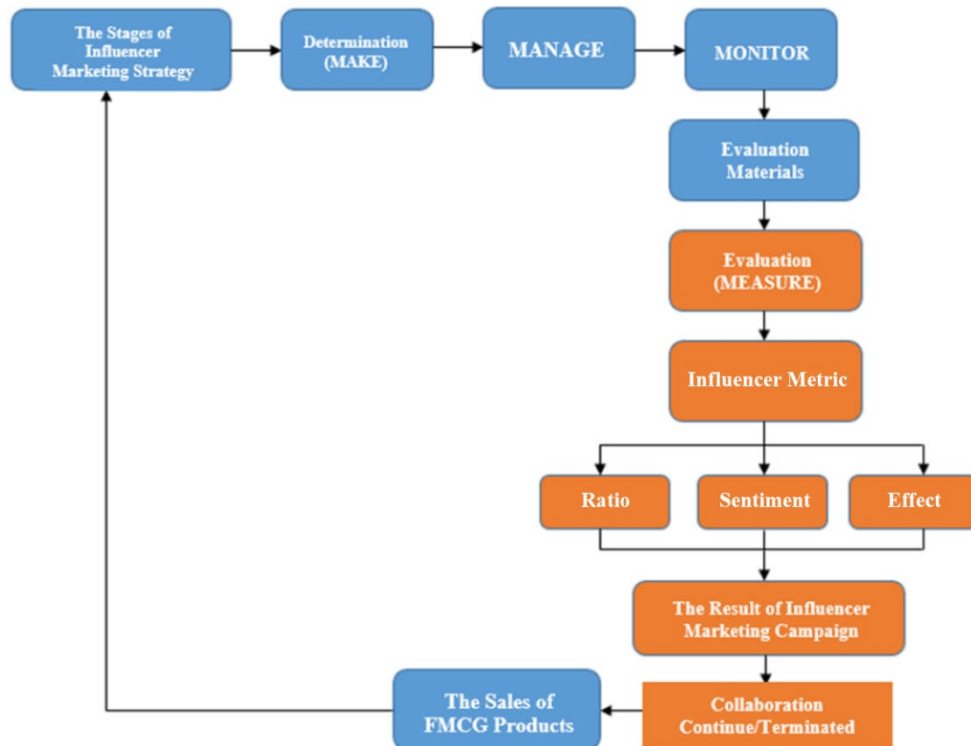 The Stages of
Influencer
Marketing Strategy
Determination
(MAKE)
MANAGE
MONITOR
Evaluation
Materials
Evaluation
(MEASURE)
Influencer Metric
Ratio
Sentiment
Effect
The Result of Influencer
Marketing Campaign
Collaboration
Continue/Terminated
The Sales of
FMCG Products